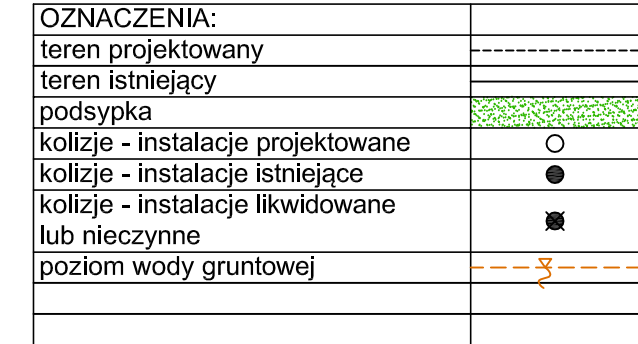 OZNACZENIA:
teren projektowany
teren istniejący
podsypka
kolizje - instalacje projektowane
kolizje - instalacje istniejące
kolizje - instalacje likwidowane
lub nieczynne
poziom wody gruntowej